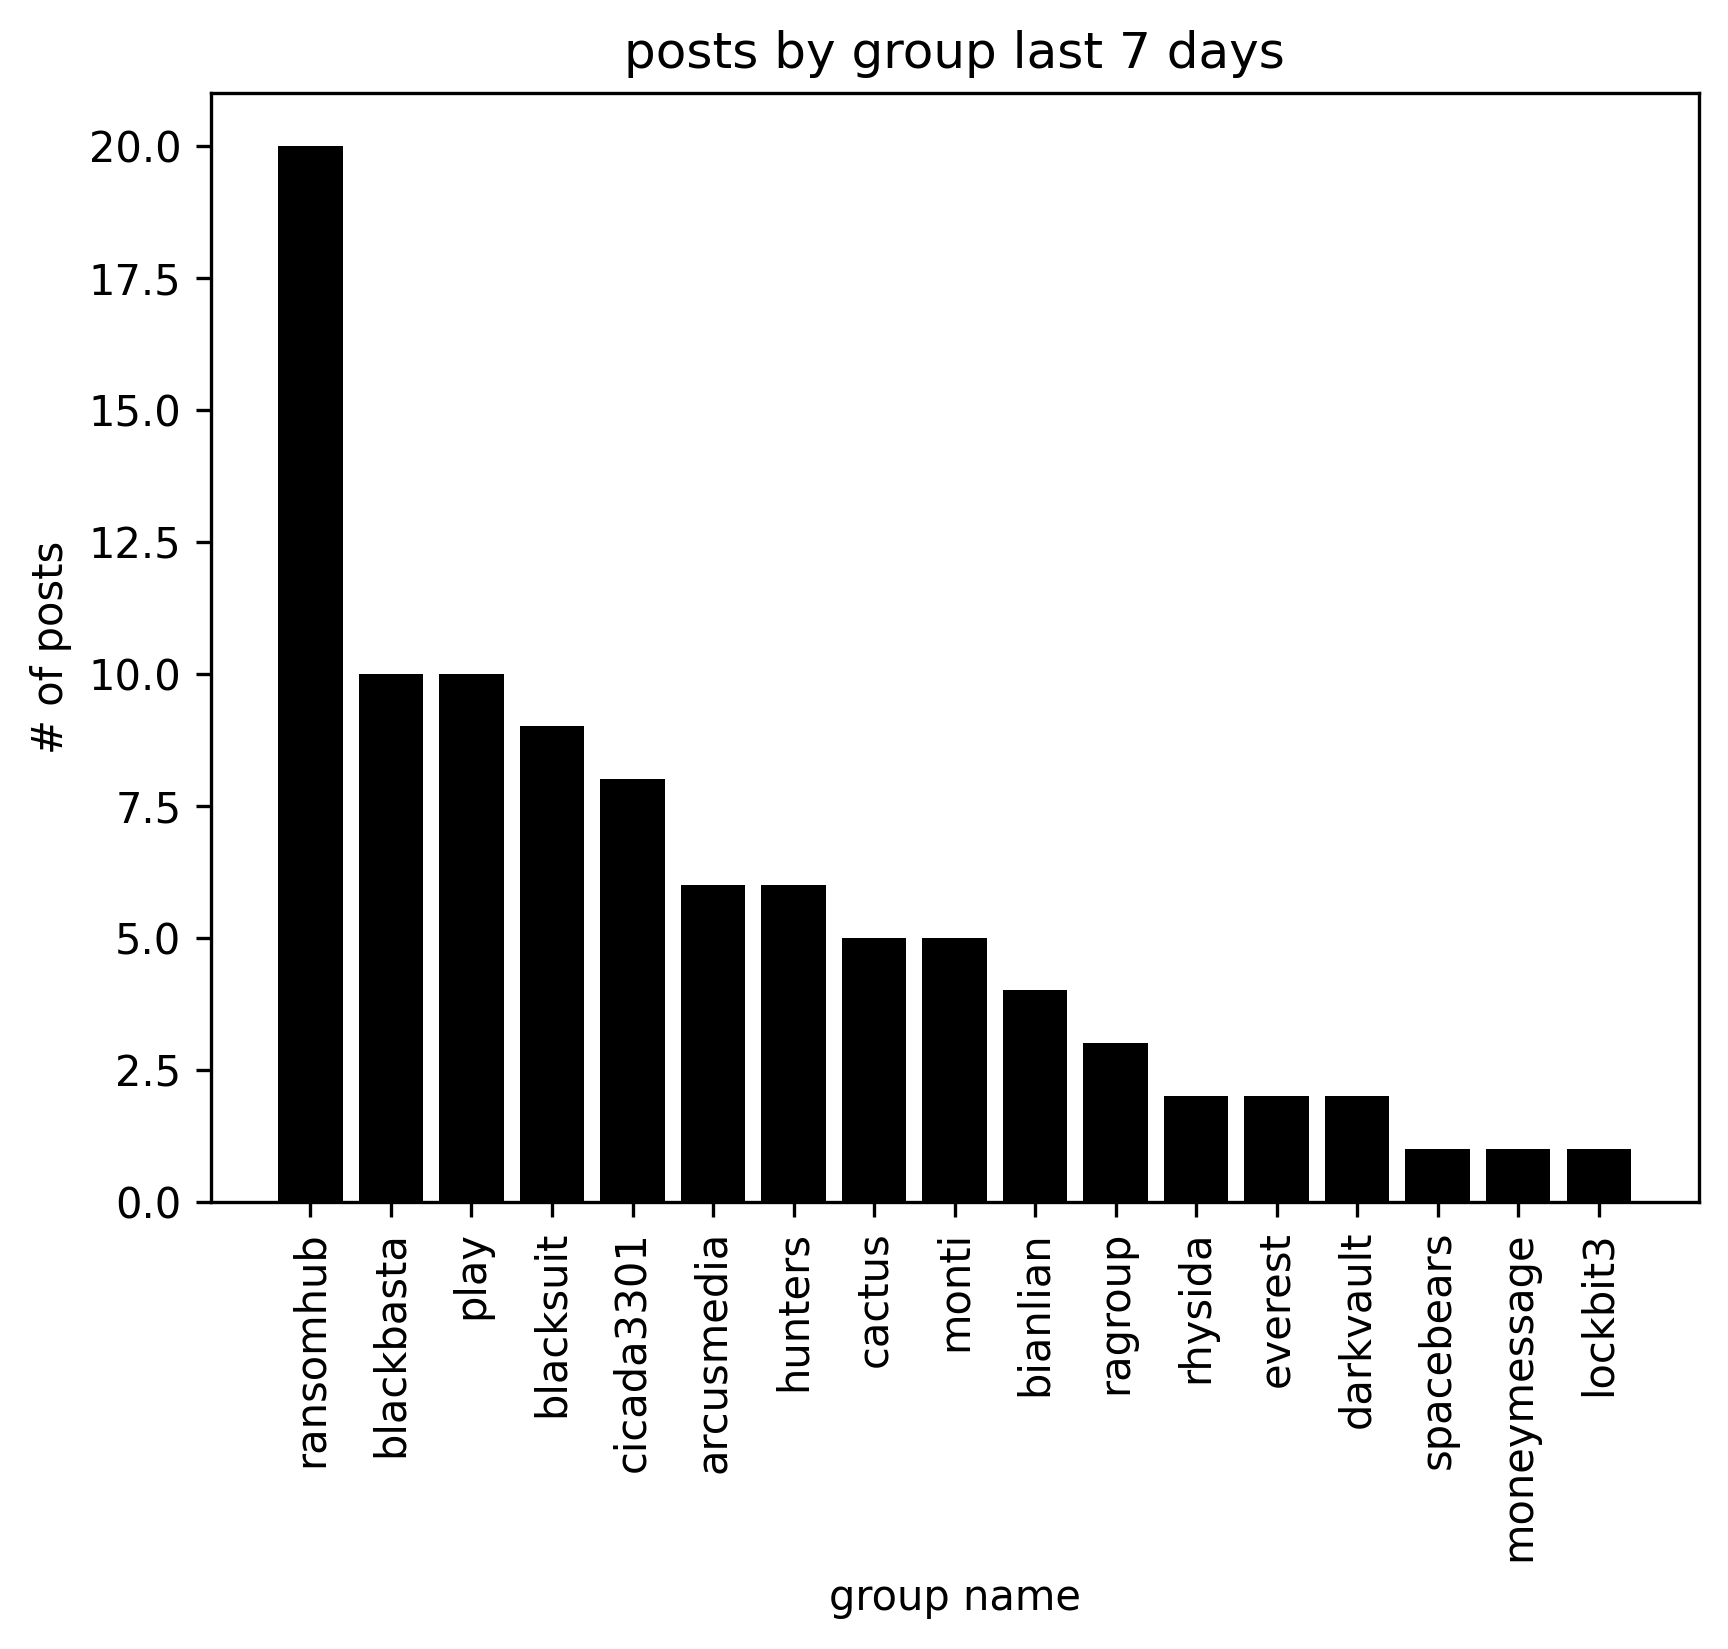 posts by group last 7 days
20.0
17.5
15.0
12.5
10.0
7.5
5.0
2.5
0.0
# of posts
ransomhub
blackbasta
play
blacksuit
cicada3301
arcusmedia
hunters
cactus
monti
bianlian
ragroup
rhysida
everest
darkvault
spacebears
moneymessage
lockbit3
group name